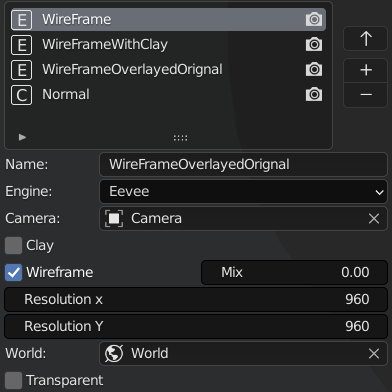 E WireFrame
E WireFrameWithClay
E WireFrameOverlayedOrignal
C Normal
Name: WireFrameOverlayedOrignal
Engine: Eevee
Camera: Camera
Clay
Wireframe Mix 0.00
Resolution x 960
Resolution Y 960
World: World
Transparent